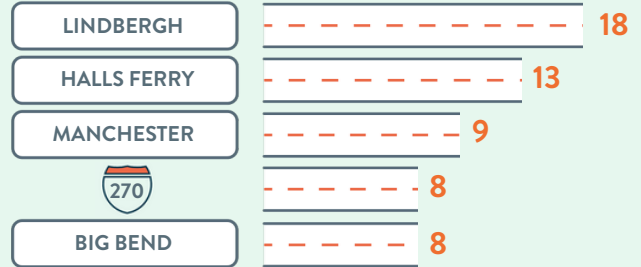 LINDBERGH 18
HALLS FERRY 13
MANCHESTER 9
270 8
BIG BEND 8